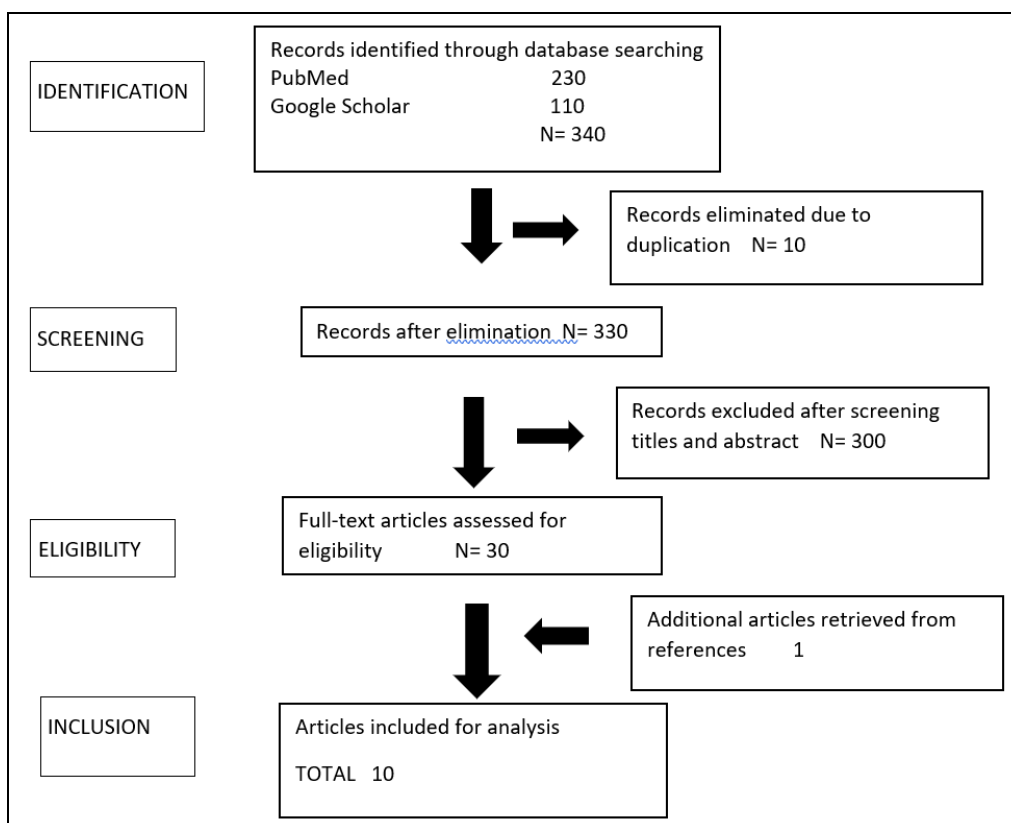 IDENTIFICATION
Records identified through database searching
PubMed 230
Google Scholar 110
N= 340
Records eliminated due to
duplication N= 10
SCREENING
Records after elimination N= 330
Records excluded after screening
titles and abstract N= 300
ELIGIBILITY
Full-text articles assessed for
eligibility N= 30
Additional articles retrieved from
references 1
INCLUSION
Articles included for analysis
TOTAL 10